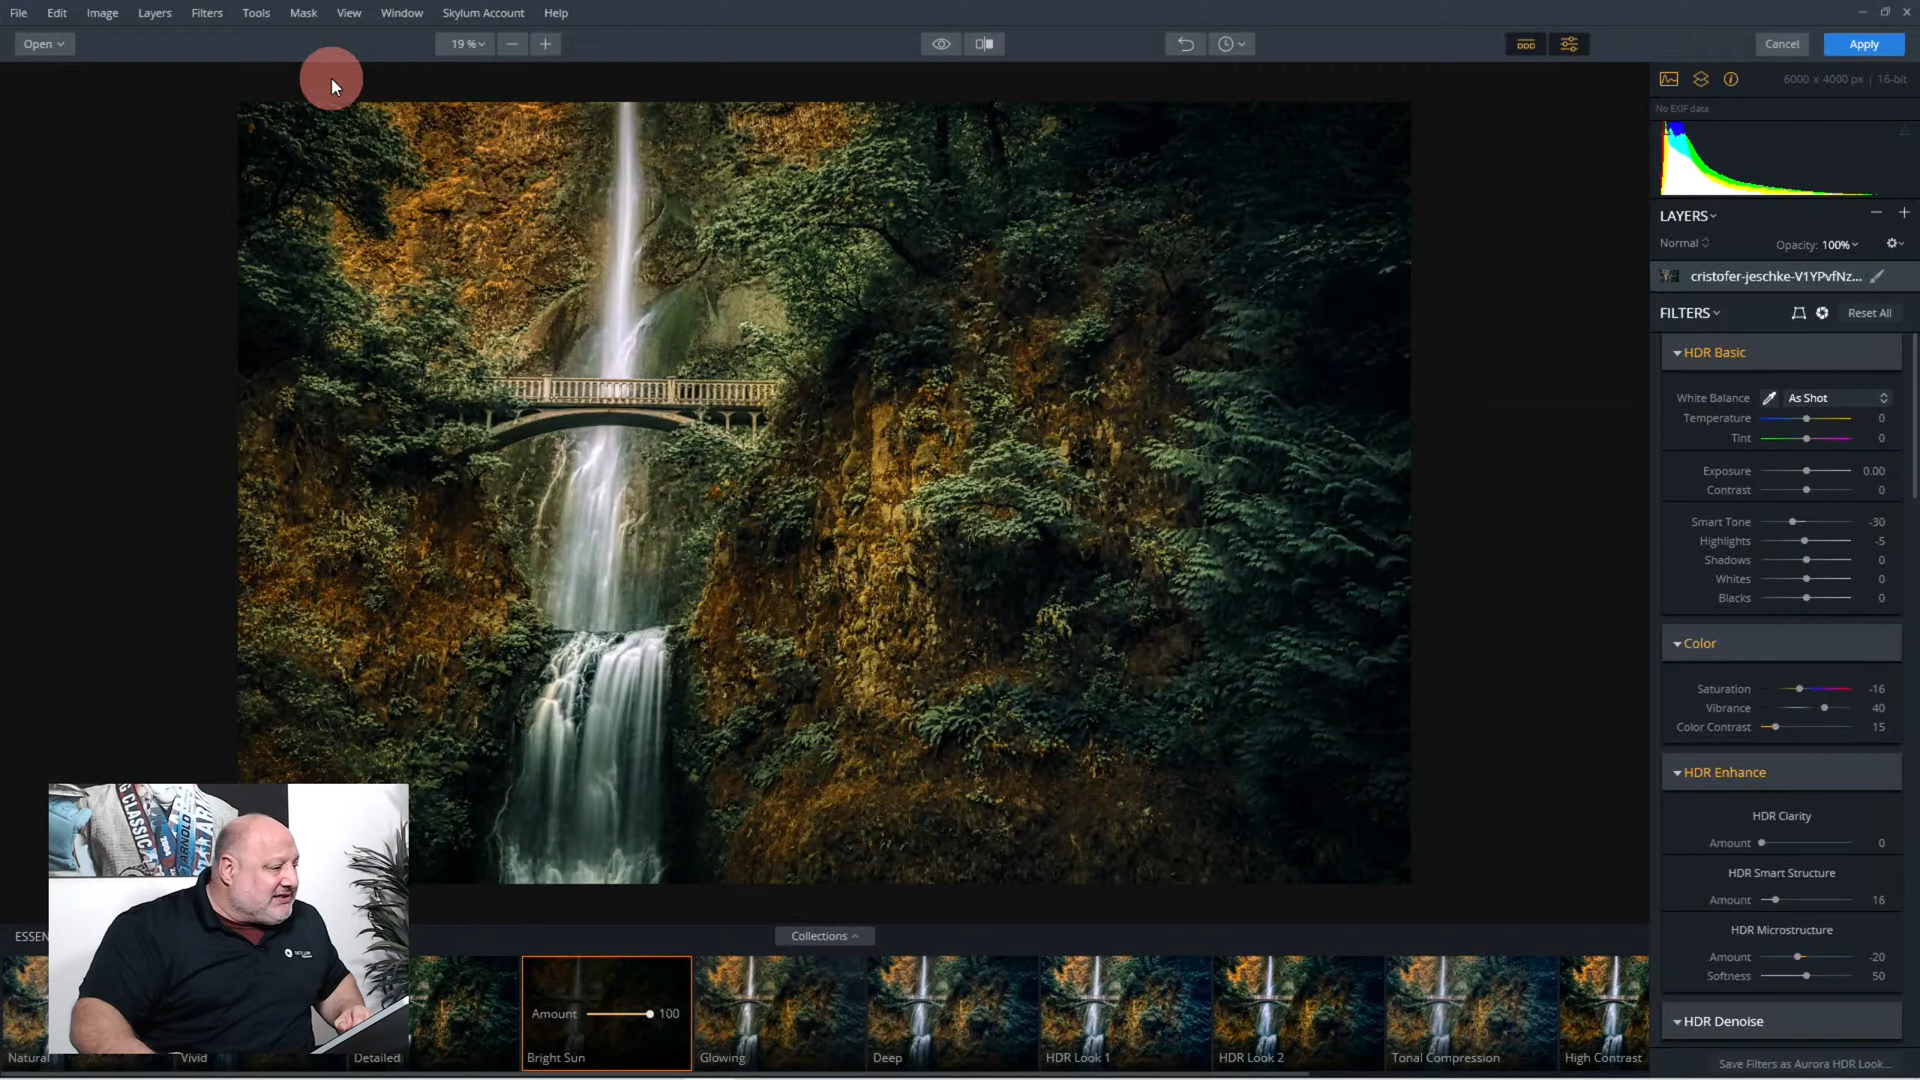 File Edit Image Layers Filters Tools Mask View Window Skylum Account Help
Open 19 % Cancel Apply
6000 x 4000 px | 16-bit
No EXIF data
LAYERS
Normal Opacity: 100%
cristofer-jeschke-V1YPvfNz...
FILTERS Reset All
HDR Basic
White Balance As Shot
Temperature 0
Tint 0
Exposure 0.00
Contrast 0
Smart Tone -30
Highlights -5
Shadows 0
Whites 0
Blacks 0
Color
Saturation -16
Vibrance 40
Color Contrast 15
HDR Enhance
HDR Clarity
Amount 0
HDR Smart Structure
Amount 16
HDR Microstructure
Amount -20
Softness 50
HDR Denoise
Save Filters as Aurora HDR Look...
G CLASSIC
ARNOLD
ESSEN Collections
Amount 100
Natural Vivid Detailed Bright Sun Glowing Deep HDR Look 1 HDR Look 2 Tonal Compression High Contrast